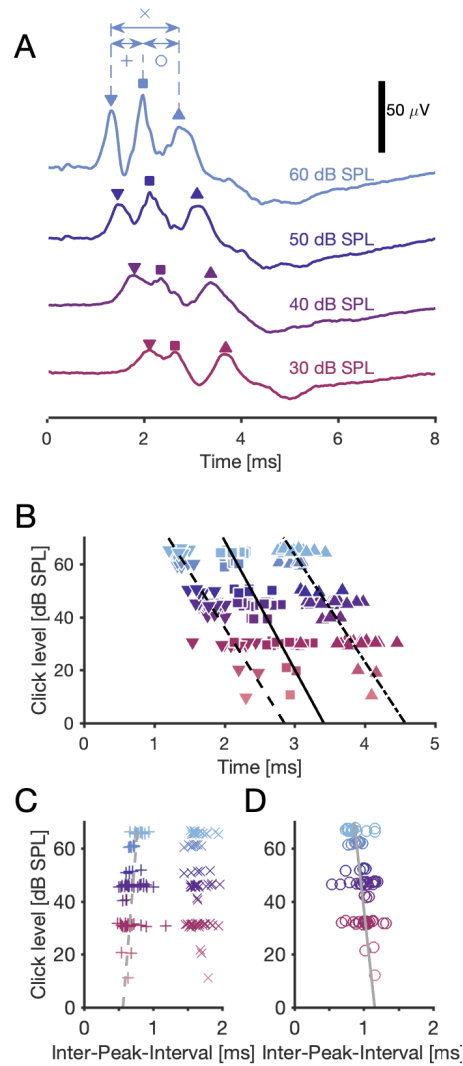 A
50 μV
60 dB SPL
50 dB SPL
40 dB SPL
30 dB SPL
0 2 4 6 8
Time [ms]
B
Click level [dB SPL]
60
40
20
0
0 1 2 3 4 5
Time [ms]
C D
Click level [dB SPL]
60
40
20
0
0 1 2 0 1 2
Inter-Peak-Interval [ms] Inter-Peak-Interval [ms]